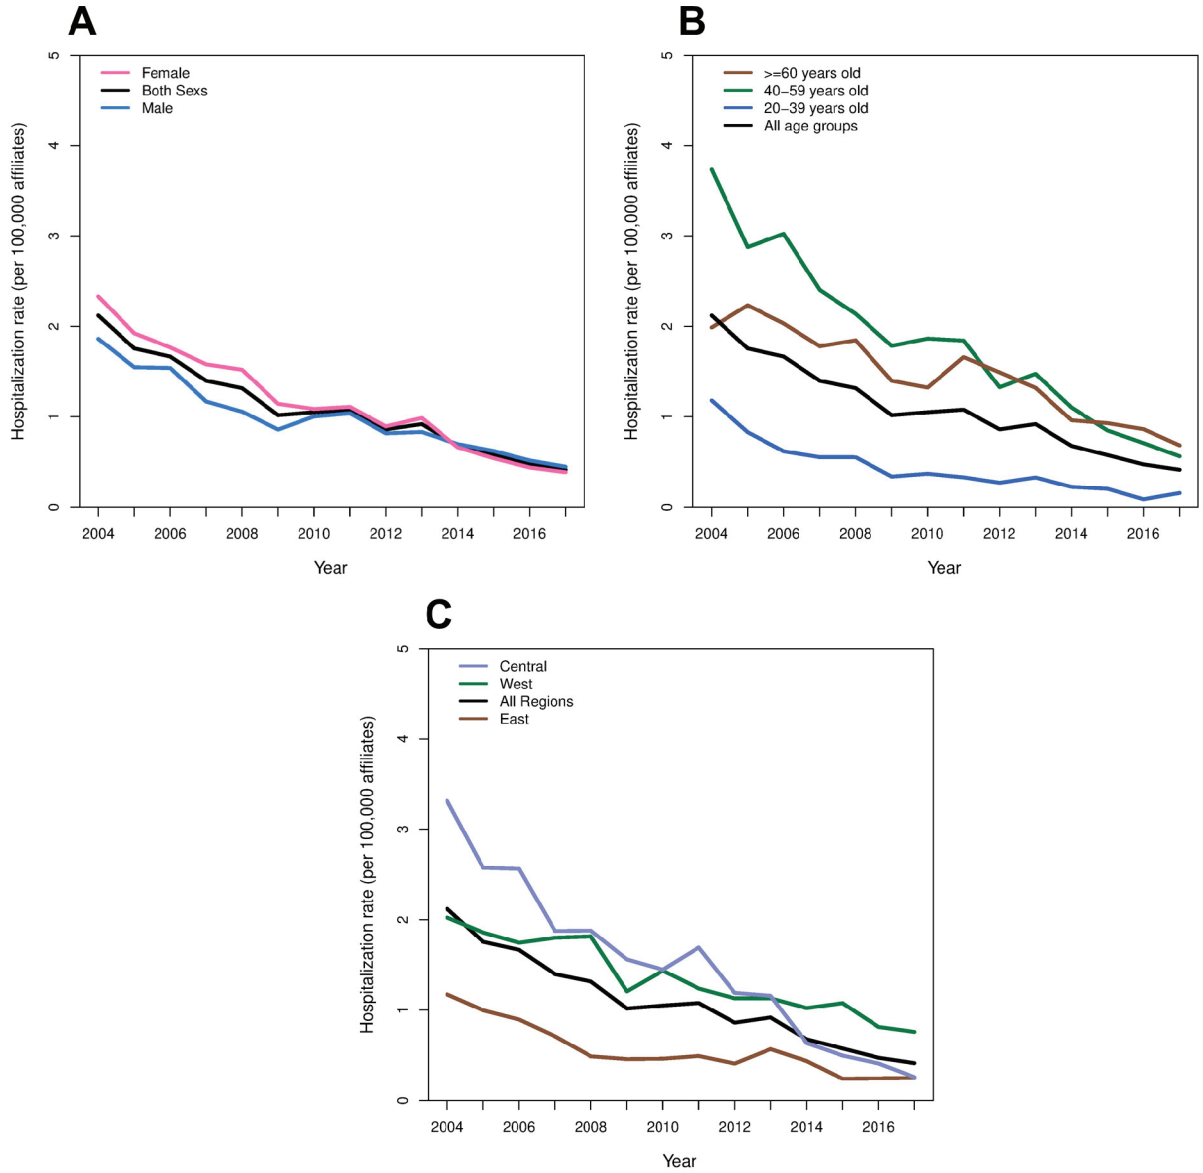 A
Hospitalization rate (per 100,000 affiliates)
5
4
3
2
1
0
Female
Both Sexs
Male
2004 2006 2008 2010 2012 2014 2016
Year
B
Hospitalization rate (per 100,000 affiliates)
5
4
3
2
1
0
>=60 years old
40–59 years old
20–39 years old
All age groups
2004 2006 2008 2010 2012 2014 2016
Year
C
Hospitalization rate (per 100,000 affiliates)
5
4
3
2
1
0
Central
West
All Regions
East
2004 2006 2008 2010 2012 2014 2016
Year